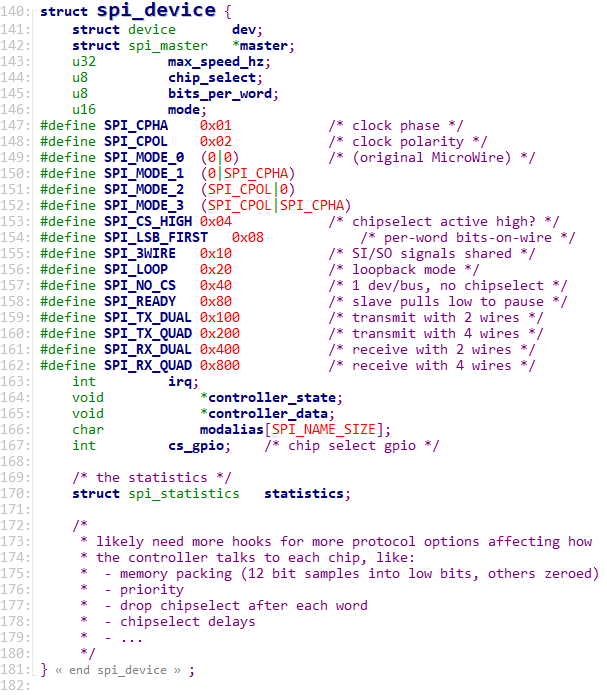 140: struct spi_device {
141:     struct device       dev;
142:     struct spi_master   *master;
143:     u32         max_speed_hz;
144:     u8          chip_select;
145:     u8          bits_per_word;
146:     u16         mode;
147: #define SPI_CPHA    0x01            /* clock phase */
148: #define SPI_CPOL    0x02            /* clock polarity */
149: #define SPI_MODE_0  (0|0)           /* (original MicroWire) */
150: #define SPI_MODE_1  (0|SPI_CPHA)
151: #define SPI_MODE_2  (SPI_CPOL|0)
152: #define SPI_MODE_3  (SPI_CPOL|SPI_CPHA)
153: #define SPI_CS_HIGH 0x04            /* chipselect active high? */
154: #define SPI_LSB_FIRST   0x08            /* per-word bits-on-wire */
155: #define SPI_3WIRE   0x10            /* SI/SO signals shared */
156: #define SPI_LOOP    0x20            /* loopback mode */
157: #define SPI_NO_CS   0x40            /* 1 dev/bus, no chipselect */
158: #define SPI_READY   0x80            /* slave pulls low to pause */
159: #define SPI_TX_DUAL 0x100           /* transmit with 2 wires */
160: #define SPI_TX_QUAD 0x200           /* transmit with 4 wires */
161: #define SPI_RX_DUAL 0x400           /* receive with 2 wires */
162: #define SPI_RX_QUAD 0x800           /* receive with 4 wires */
163:     int         irq;
164:     void            *controller_state;
165:     void            *controller_data;
166:     char            modalias[SPI_NAME_SIZE];
167:     int         cs_gpio;    /* chip select gpio */
168:
169:     /* the statistics */
170:     struct spi_statistics   statistics;
171:
172:     /*
173:      * likely need more hooks for more protocol options affecting how
174:      * the controller talks to each chip, like:
175:      *  - memory packing (12 bit samples into low bits, others zeroed)
176:      *  - priority
177:      *  - drop chipselect after each word
178:      *  - chipselect delays
179:      *  - ...
180:      */
181: } « end spi_device » ;
182: